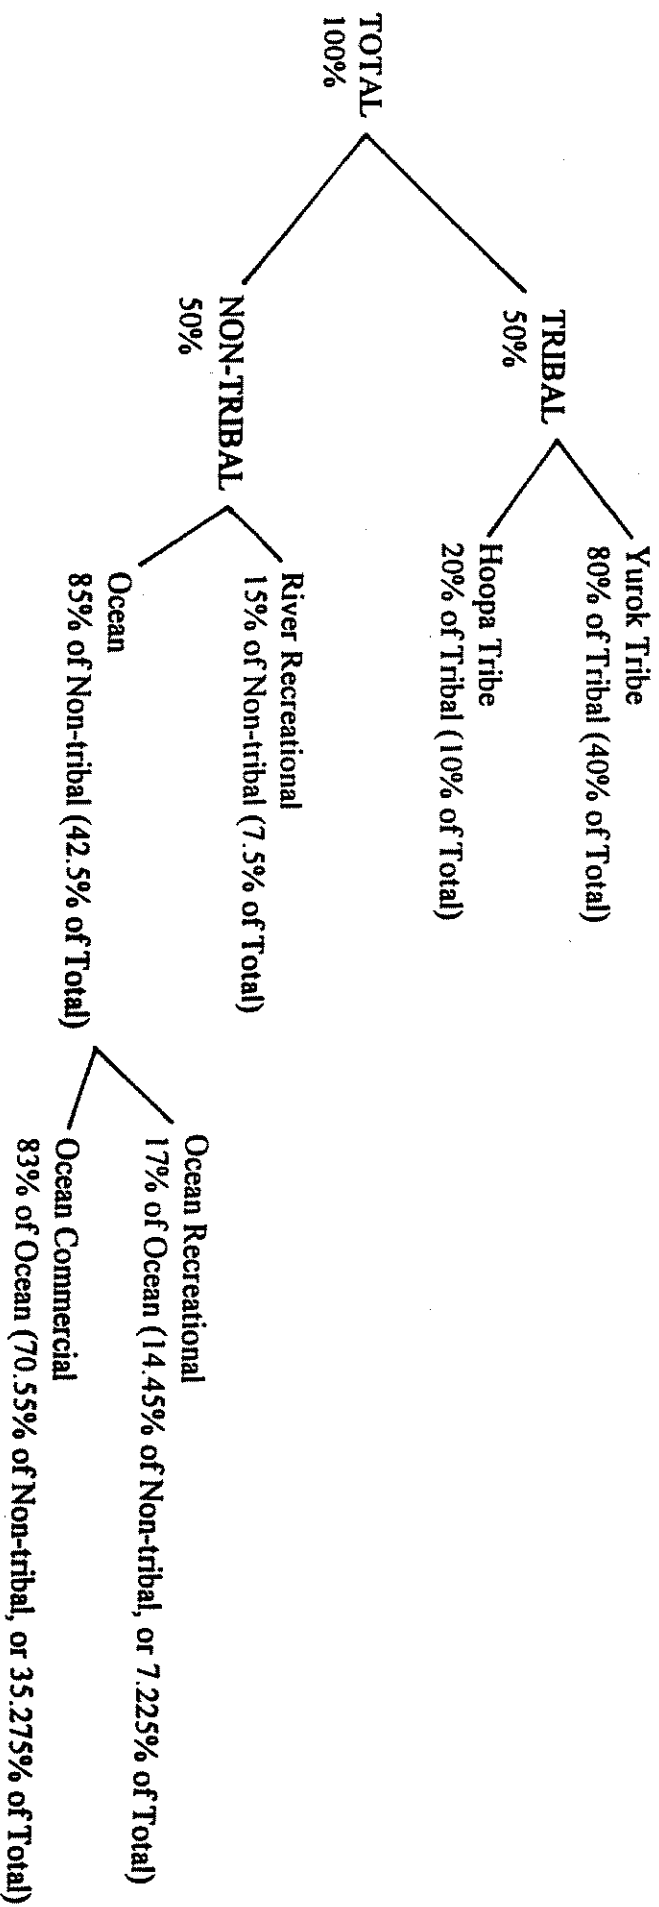 TOTAL
100%
TRIBAL
50%
Yurok Tribe
80% of Tribal (40% of Total)
Hoopa Tribe
20% of Tribal (10% of Total)
NON-TRIBAL
50%
River Recreational
15% of Non-tribal (7.5% of Total)
Ocean
85% of Non-tribal (42.5% of Total)
Ocean Recreational
17% of Ocean (14.45% of Non-tribal, or 7.225% of Total)
Ocean Commercial
83% of Ocean (70.55% of Non-tribal, or 35.275% of Total)